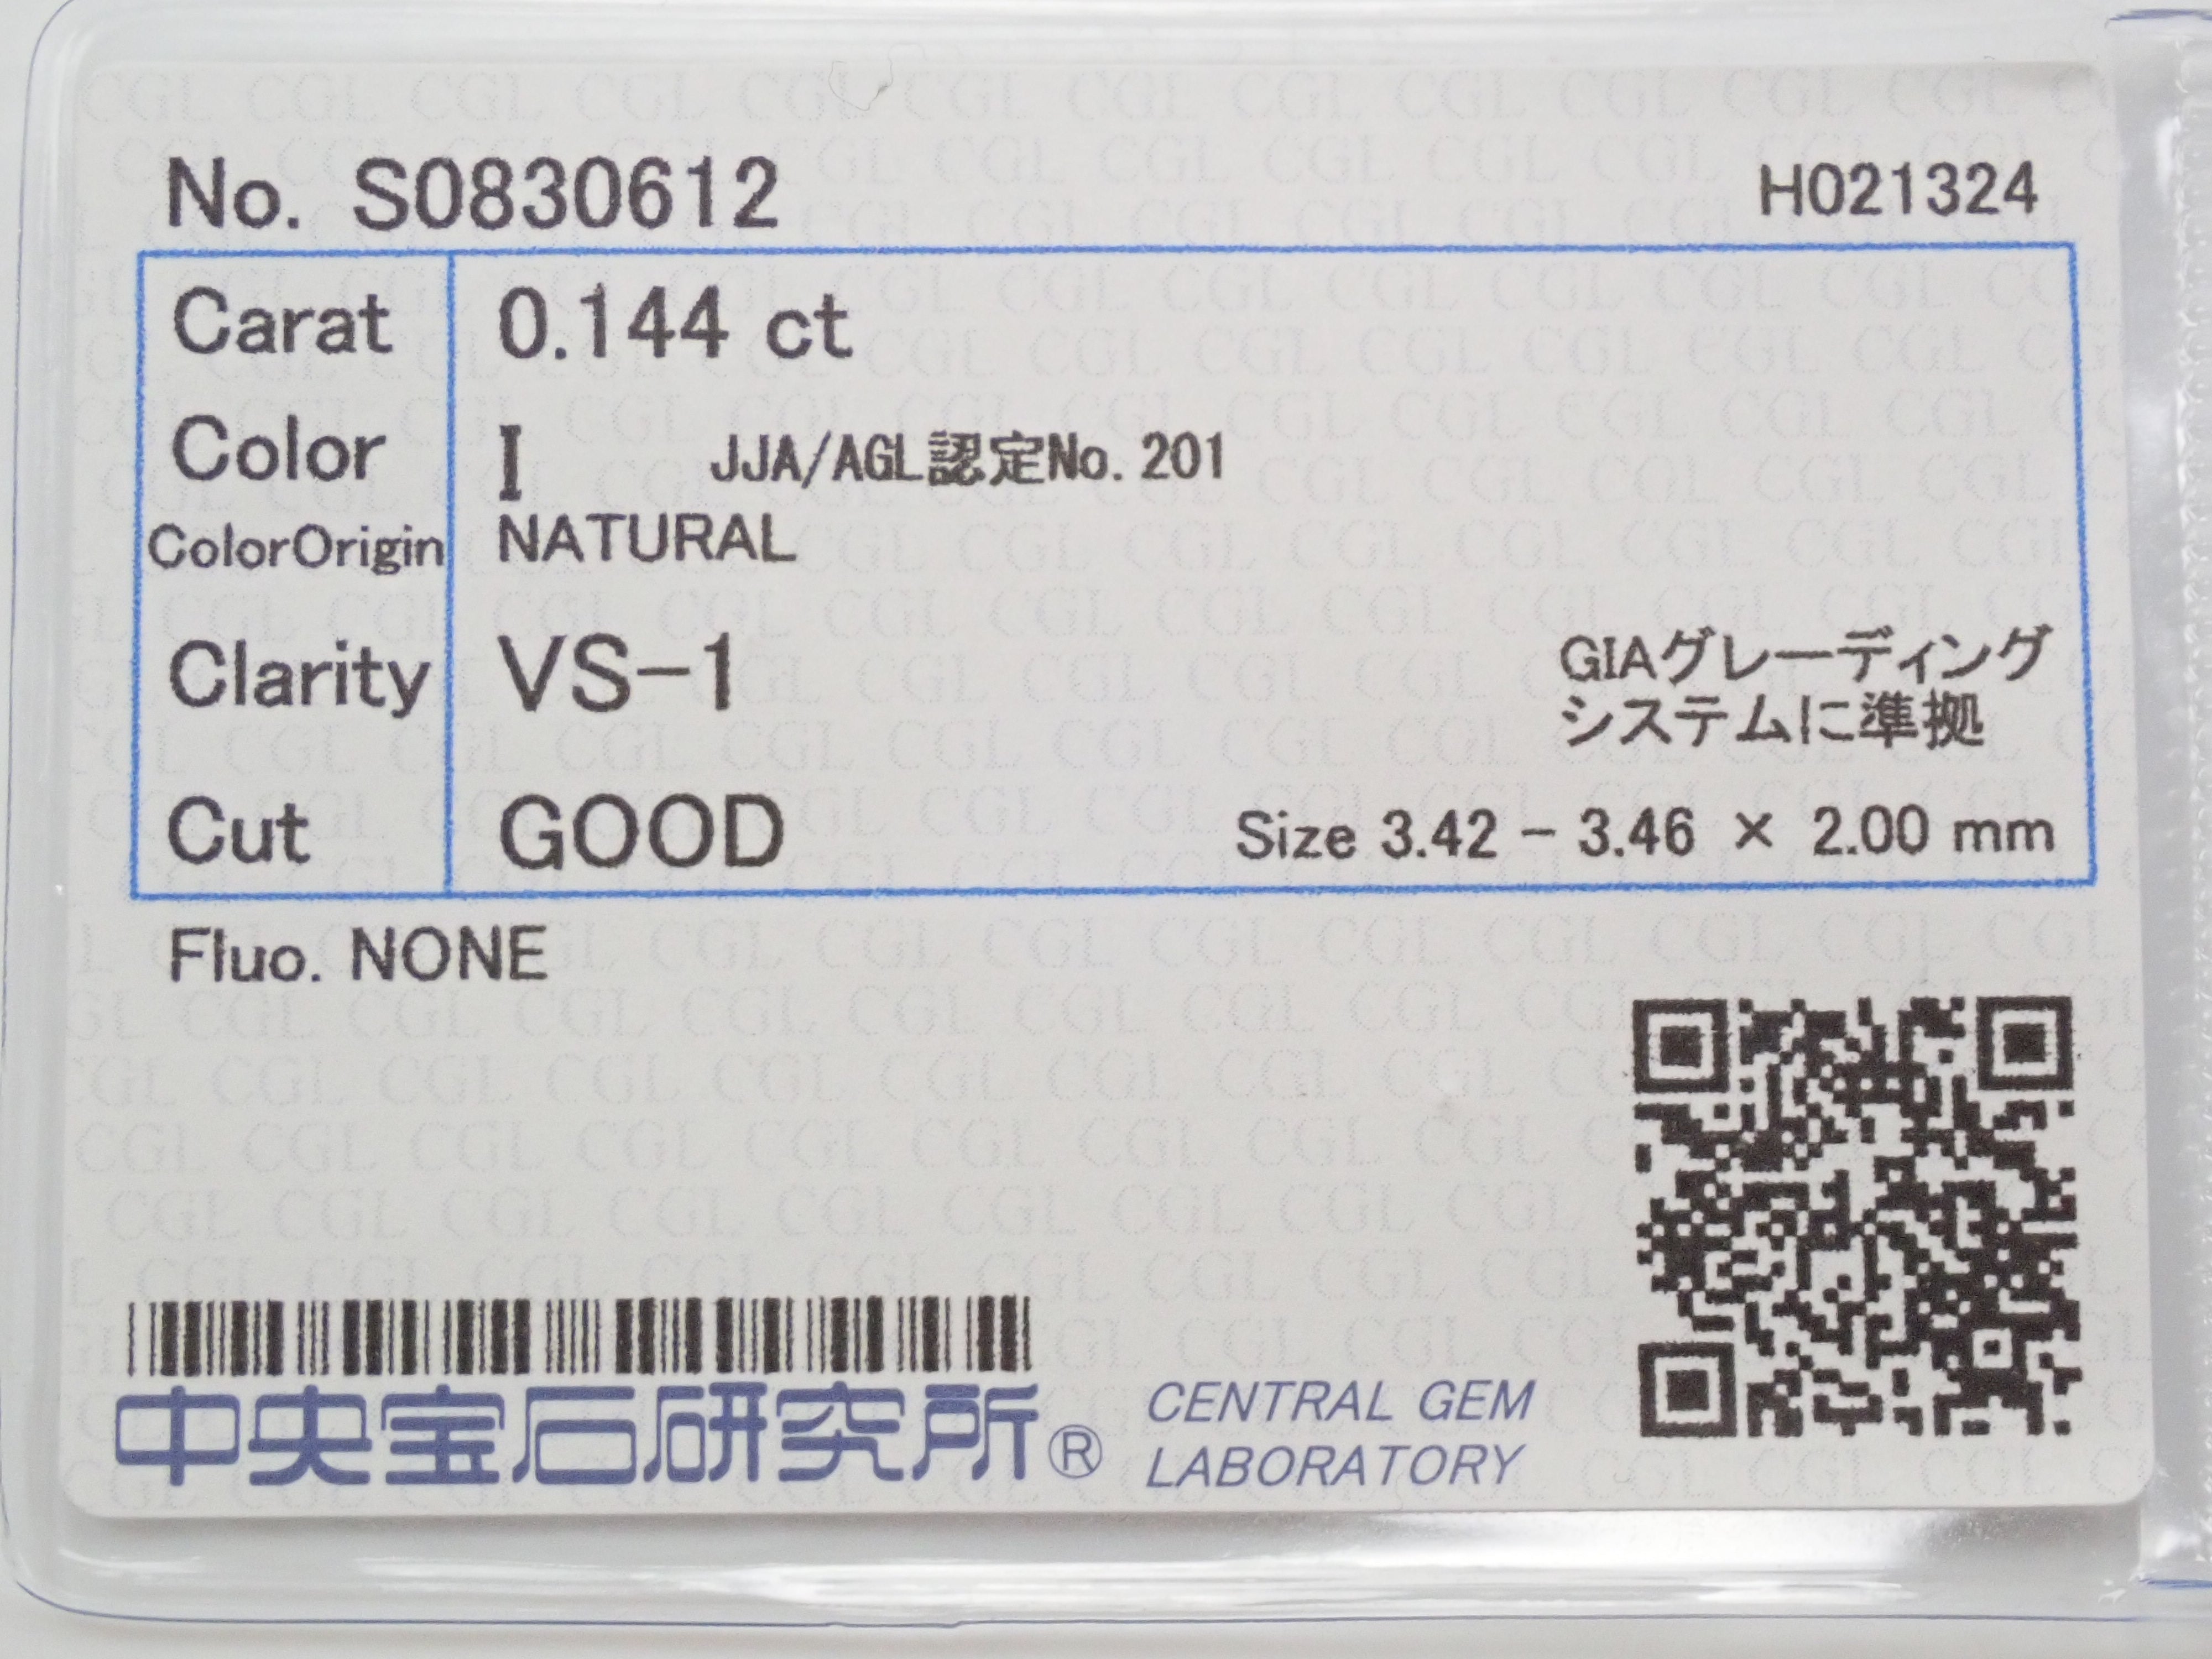 No. S0830612
H021324
Carat 0.144 ct
Color I JJA/AGL認定No. 201
ColorOrigin NATURAL
Clarity VS-1
GIAグレーディング
システムに準拠
Cut GOOD Size 3.42 - 3.46 × 2.00 mm
Fluo. NONE
中央宝石研究所®
CENTRAL GEM
LABORATORY